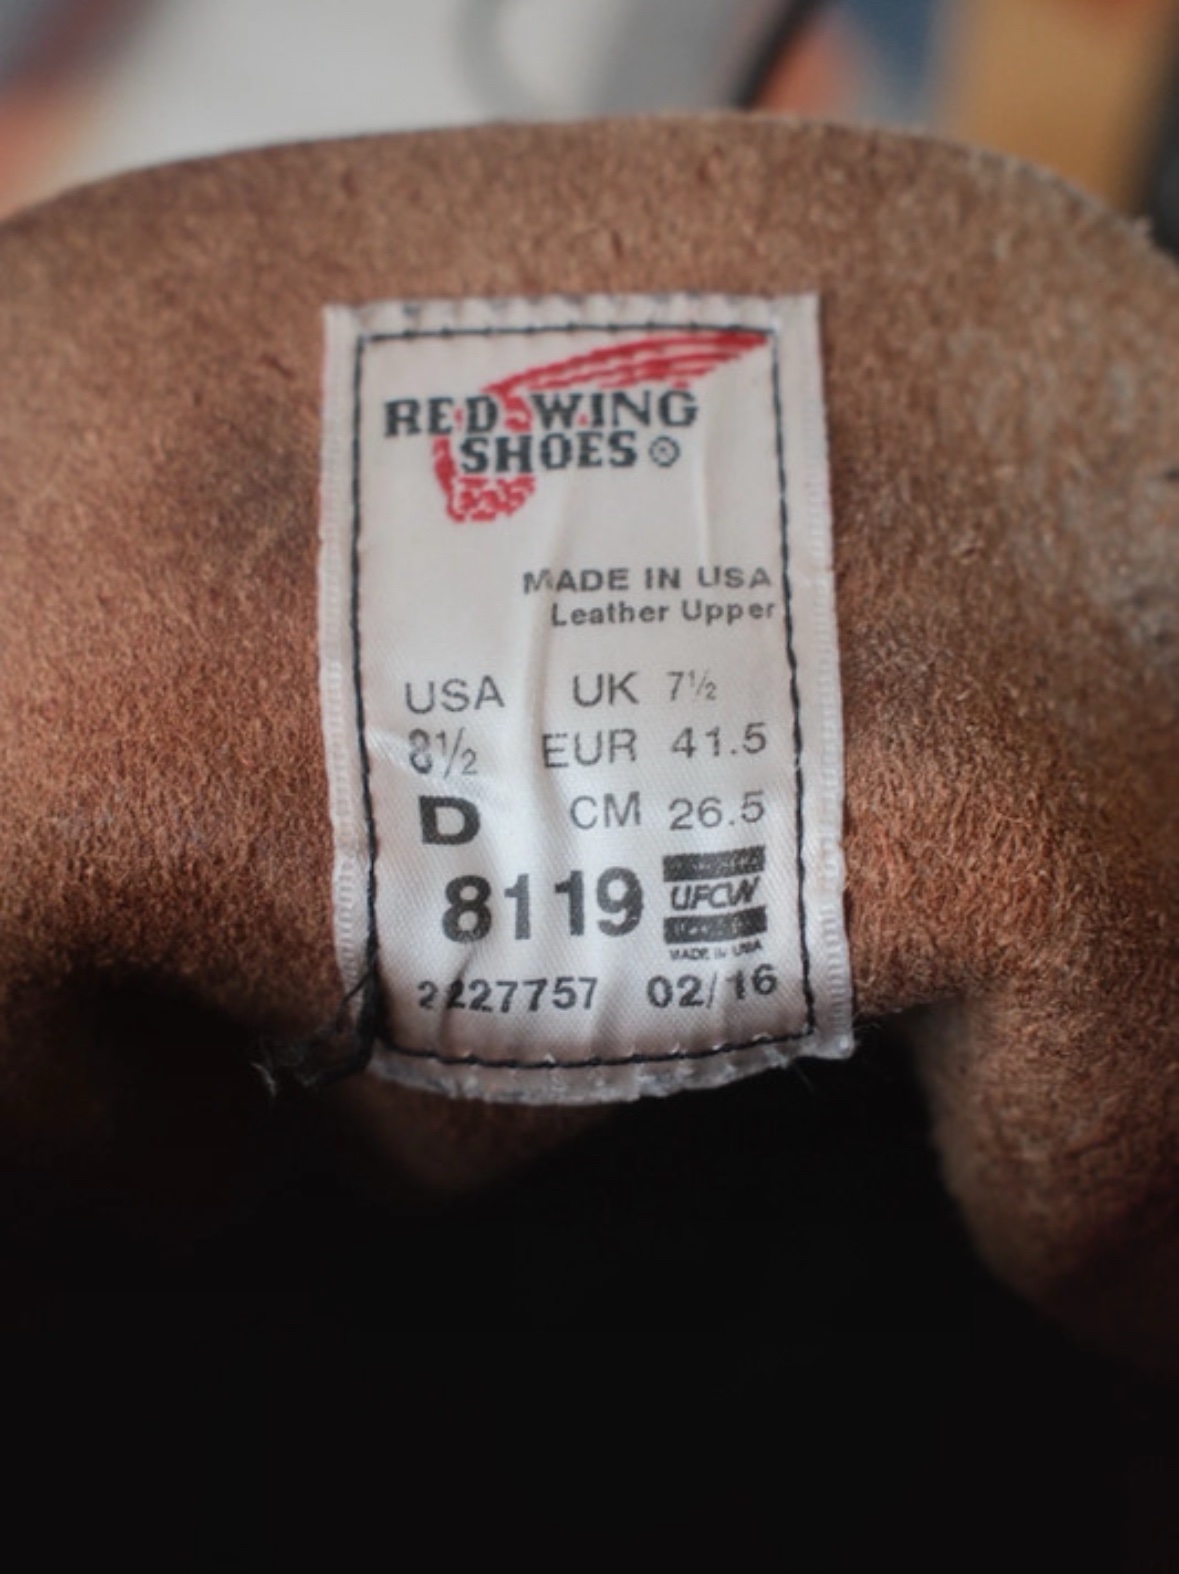 RED WING
SHOES ®
MADE IN USA
Leather Upper
USA UK 7½
8½ EUR 41.5
D CM 26.5
8119 UFCW
MADE IN USA
2227757 02/16